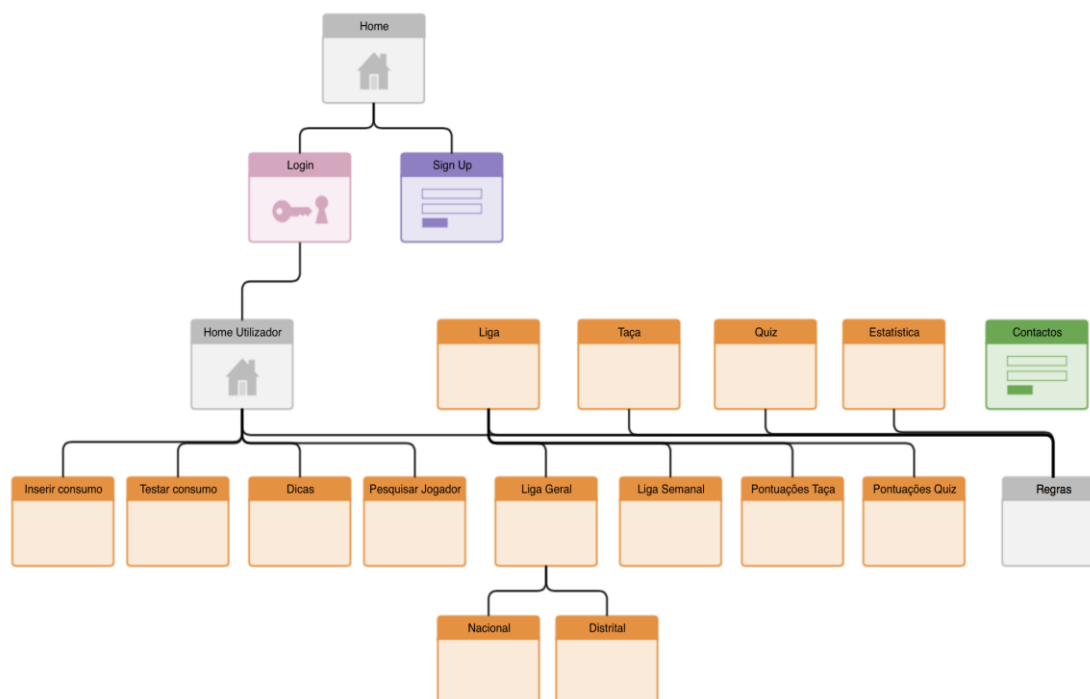 Home
Login
Sign Up
Home Utilizador
Liga
Taça
Quiz
Estatística
Contactos
Inserir consumo
Testar consumo
Dicas
Pesquisar Jogador
Liga Geral
Liga Semanal
Pontuações Taça
Pontuações Quiz
Regras
Nacional
Distrital